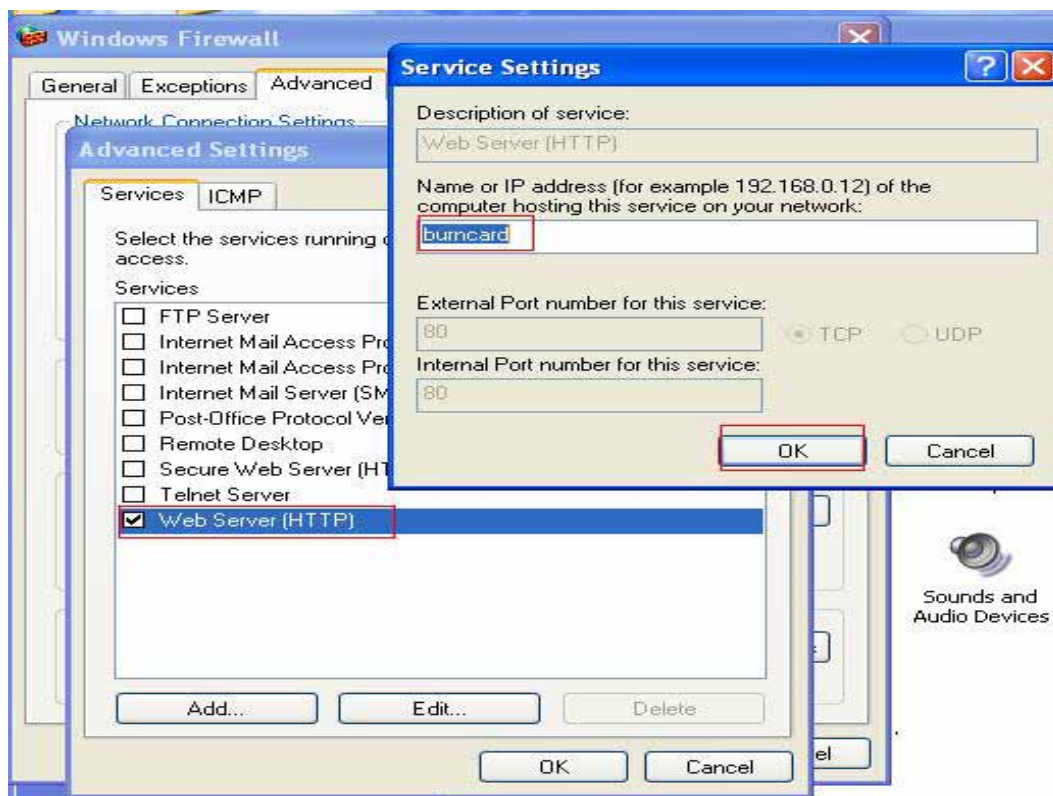 Windows Firewall
General
Exceptions
Advanced
Network Connection Settings
Advanced Settings
Services
ICMP
Select the services running
access.
Services
FTP Server
Internet Mail Access
Internet Mail Access
Internet Mail Server (SM
Post-Office Protocol
Remote Desktop
Secure Web Server (HT
Telnet Server
Web Server (HTTP)
Add...
Edit...
Delete
OK
Cancel
Service Settings
Description of service:
Web Server (HTTP)
Name or IP address (for example 192.168.0.12) of the
computer hosting this service on your network:
burncard
External Port number for this service:
80
TCP
UDP
Internal Port number for this service:
80
OK
Cancel
Sounds and
Audio Devices